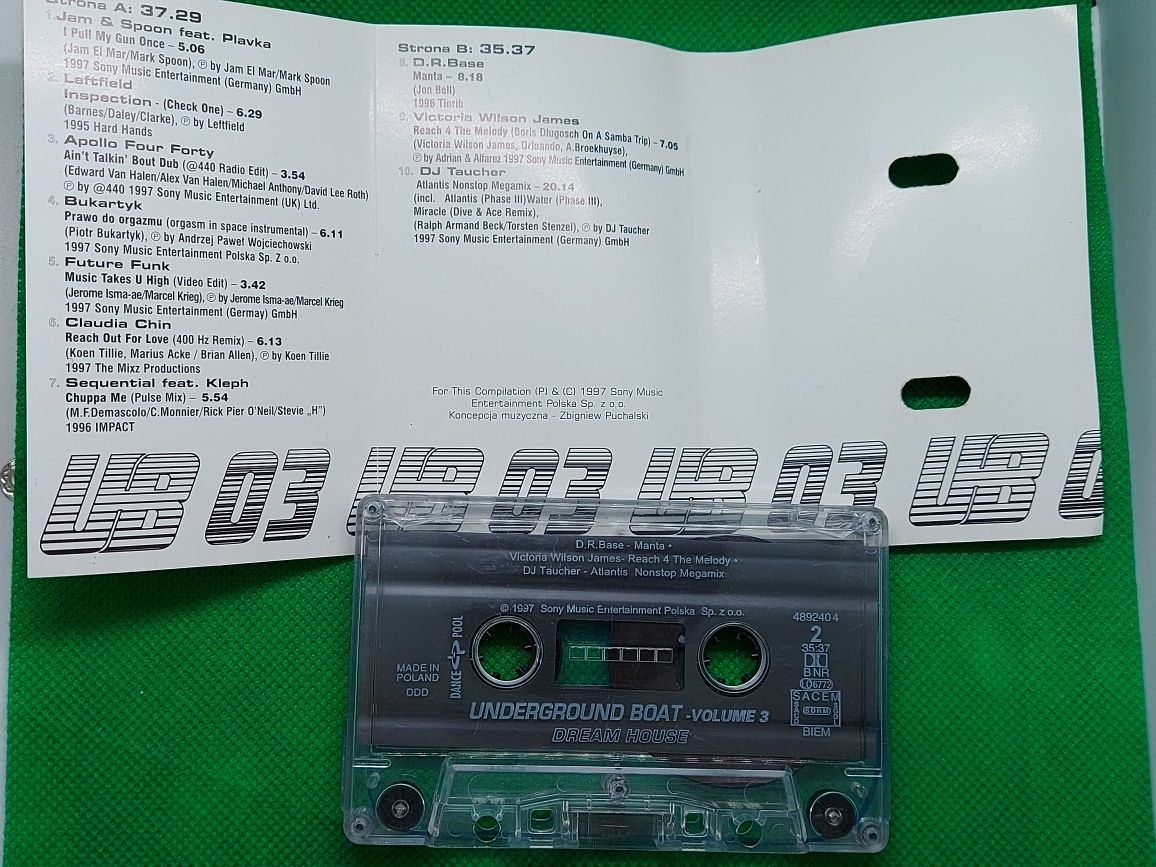 Strona A: 37.29
1.Jam & Spoon feat. Plavka
I Pull My Gun Once – 5.06
(Jam El Mar/Mark Spoon), ℗ by Jam El Mar/Mark Spoon
1997 Sony Music Entertainment (Germany) GmbH
2. Leftfield
Inspection - (Check One) – 6.29
(Barnes/Daley/Clarke), ℗ by Leftfield
1995 Hard Hands
3. Apollo Four Forty
Ain't Talkin' Bout Dub (@440 Radio Edit) – 3.54
(Edward Van Halen/Alex Van Halen/Michael Anthony/David Lee Roth)
℗ by @440 1997 Sony Music Entertainment (UK) Ltd.
4. Bukartyk
Prawo do orgazmu (orgasm in space instrumental) – 6.11
(Piotr Bukartyk), ℗ by Andrzej Paweł Wojciechowski
1997 Sony Music Entertainment Polska Sp. Z o.o.
5. Future Funk
Music Takes U High (Video Edit) – 3.42
(Jerome Isma-ae/Marcel Krieg), ℗ by Jerome Isma-ae/Marcel Krieg
1997 Sony Music Entertainment (Germay) GmbH
6. Claudia Chin
Reach Out For Love (400 Hz Remix) – 6.13
(Koen Tillie, Marius Acke / Brian Allen), ℗ by Koen Tillie
1997 The Mixz Productions
7. Sequential feat. Kleph
Chuppa Me (Pulse Mix) – 5.54
(M.F.Demascolo/C.Monnier/Rick Pier O'Neil/Stevie „H")
1996 IMPACT
Strona B: 35.37
8. D.R.Base
Manta – 8.18
(Jon Bell)
1996 Tinrib
9. Victoria Wilson James
Reach 4 The Melody (Boris Dlugosch On A Samba Trip) – 7.05
(Victoria Wilson James, Orleando, A.Broekhuyse),
℗ by Adrian & Alfarez 1997 Sony Music Entertainment (Germany) GmbH
10. DJ Taucher
Atlantis Nonstop Megamix – 20.14
(incl. Atlantis (Phase III)Water (Phase III),
Miracle (Dive & Ace Remix),
(Ralph Armand Beck/Torsten Stenzel), ℗ by DJ Taucher
1997 Sony Music Entertainment (Germany) GmbH
For This Compilation (P) & (C) 1997 Sony Music
Entertainment Polska Sp. z o.o.
Koncepcja muzyczna - Zbigniew Puchalski
UB 03 UB 03 UB 03 UB 0
D.R.Base - Manta •
Victoria Wilson James- Reach 4 The Melody •
DJ Taucher - Atlantis Nonstop Megamix
© 1997 Sony Music Entertainment Polska Sp. z o.o.
MADE IN
POLAND
DDD
DANCE POOL
489240 4
2
35:37
B NR
6772
SACEM
SACD SDRM SGDL
BIEM
UNDERGROUND BOAT -VOLUME 3
DREAM HOUSE